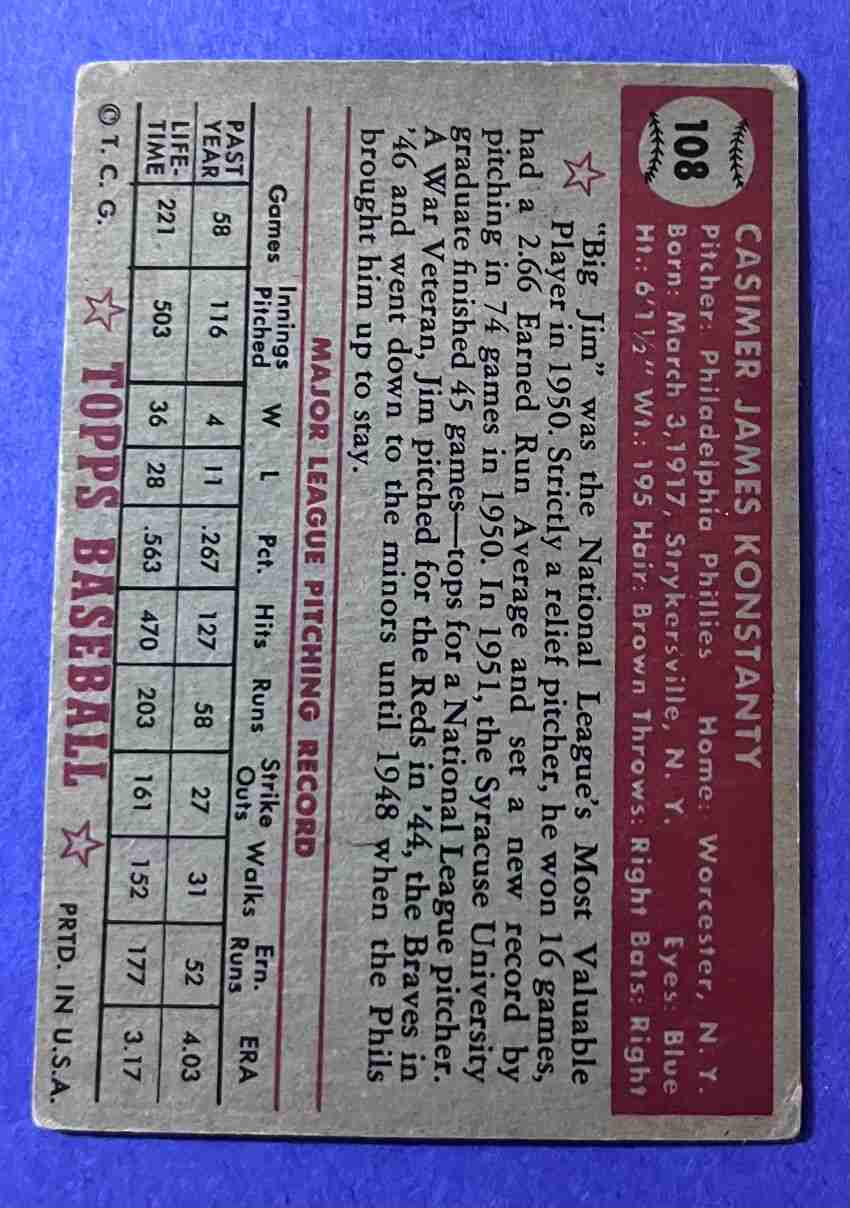 108
CASIMER JAMES KONSTANTY
Pitcher: Philadelphia Phillies Home: Worcester, N. Y.
Born: March 3, 1917, Strykersville, N. Y. Eyes: Blue
Ht.: 6'1½" Wt.: 195 Hair: Brown Throws: Right Bats: Right
"Big Jim" was the National League's Most Valuable
Player in 1950. Strictly a relief pitcher, he won 16 games,
had a 2.66 Earned Run Average and set a new record by
pitching in 74 games in 1950. In 1951, the Syracuse University
graduate finished 45 games—tops for a National League pitcher.
A War Veteran, Jim pitched for the Reds in '44, the Braves in
'46 and went down to the minors until 1948 when the Phils
brought him up to stay.
MAJOR LEAGUE PITCHING RECORD
Games Innings Pitched W L Pct. Hits Runs Strike Outs Walks Ern. Runs ERA
PAST YEAR 58 116 4 11 .267 127 58 27 31 52 4.03
LIFE-TIME 221 503 36 28 .563 470 203 161 152 177 3.17
© T. C. G. TOPPS BASEBALL PRTD. IN U.S.A.